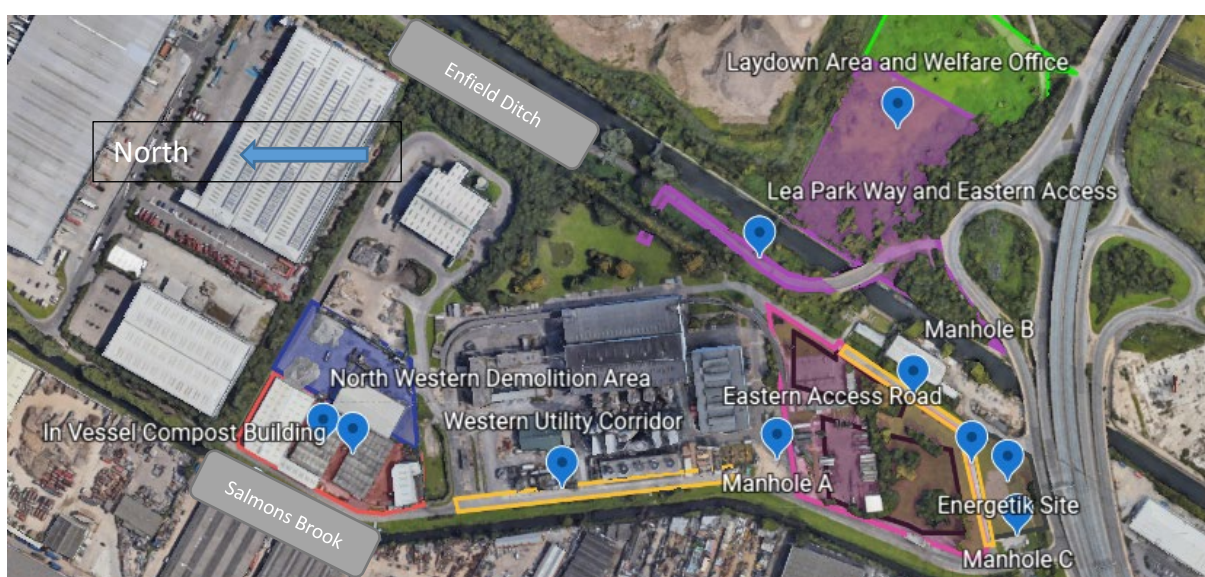 Enfield Ditch
Laydown Area and Welfare Office
North
Lea Park Way and Eastern Access
Manhole B
North Western Demolition Area
Eastern Access Road
Western Utility Corridor
In Vessel Compost Building
Manhole A
Salmons Brook
Energetik Site
Manhole C